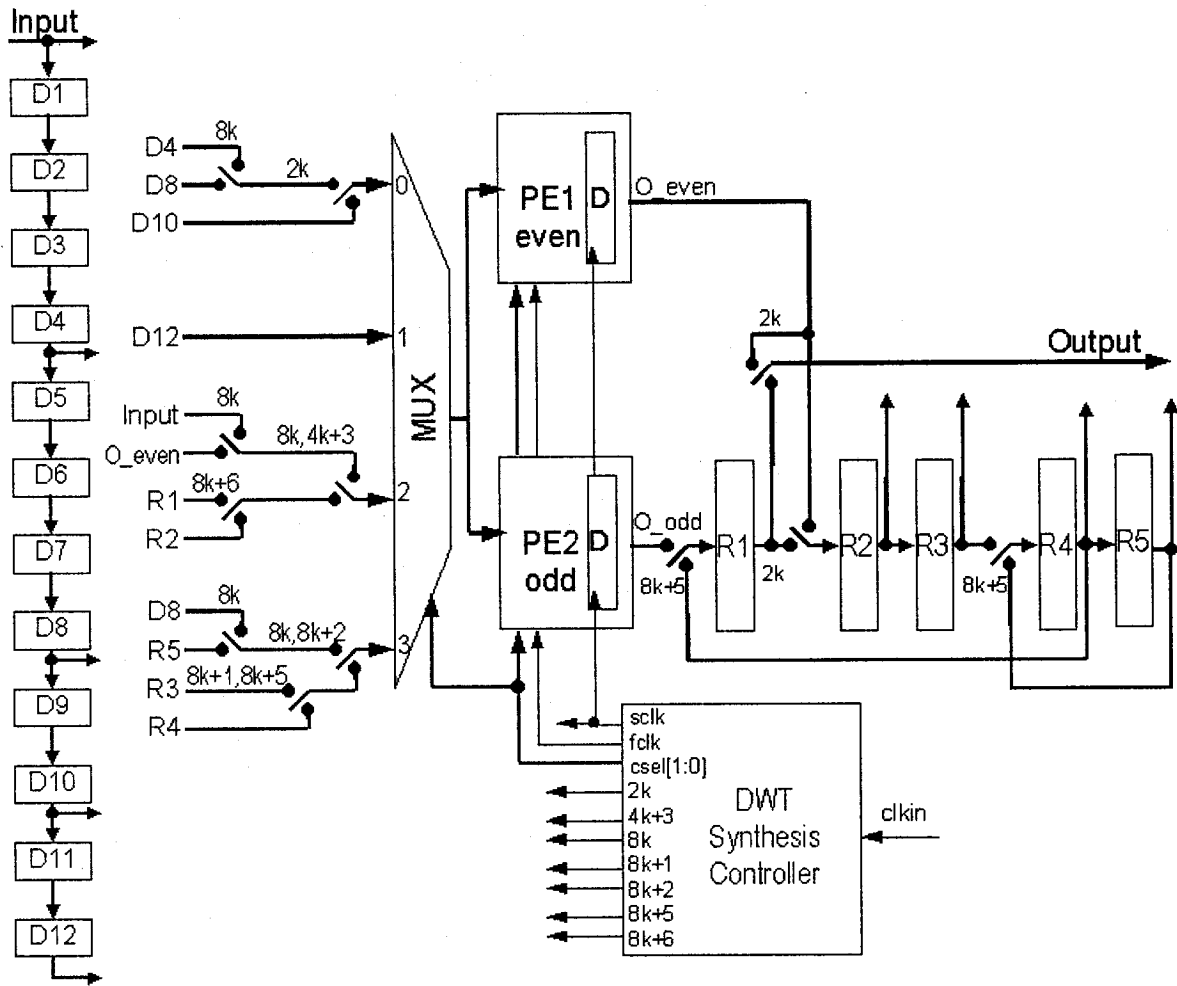 Input
D1
D2
D3
D4
D5
D6
D7
D8
D9
D10
D11
D12
D4
8k
D8
2k
D10
D12
Input
8k
O_even
8k,4k+3
R1
8k+6
R2
D8
8k
R5
8k,8k+2
R3
8k+1,8k+5
R4
0
1
2
3
MUX
PE1
even
D
O_even
PE2
odd
D
O_odd
8k+5
R1
2k
2k
Output
R2
R3
8k+5
R4
R5
sclk
fclk
csel[1:0]
2k
4k+3
8k
8k+1
8k+2
8k+5
8k+6
DWT
Synthesis
Controller
clkin